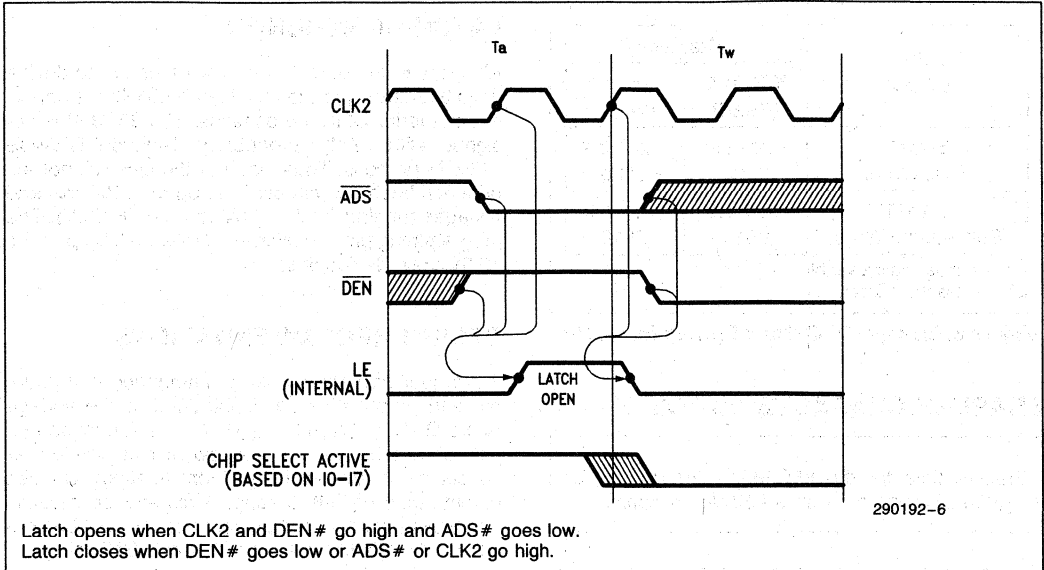 Ta
Tw
CLK2
ADS
DEN
LE
(INTERNAL)
LATCH
OPEN
CHIP SELECT ACTIVE
(BASED ON 10-17)
290192-6
Latch opens when CLK2 and DEN# go high and ADS# goes low.
Latch closes when DEN# goes low or ADS# or CLK2 go high.